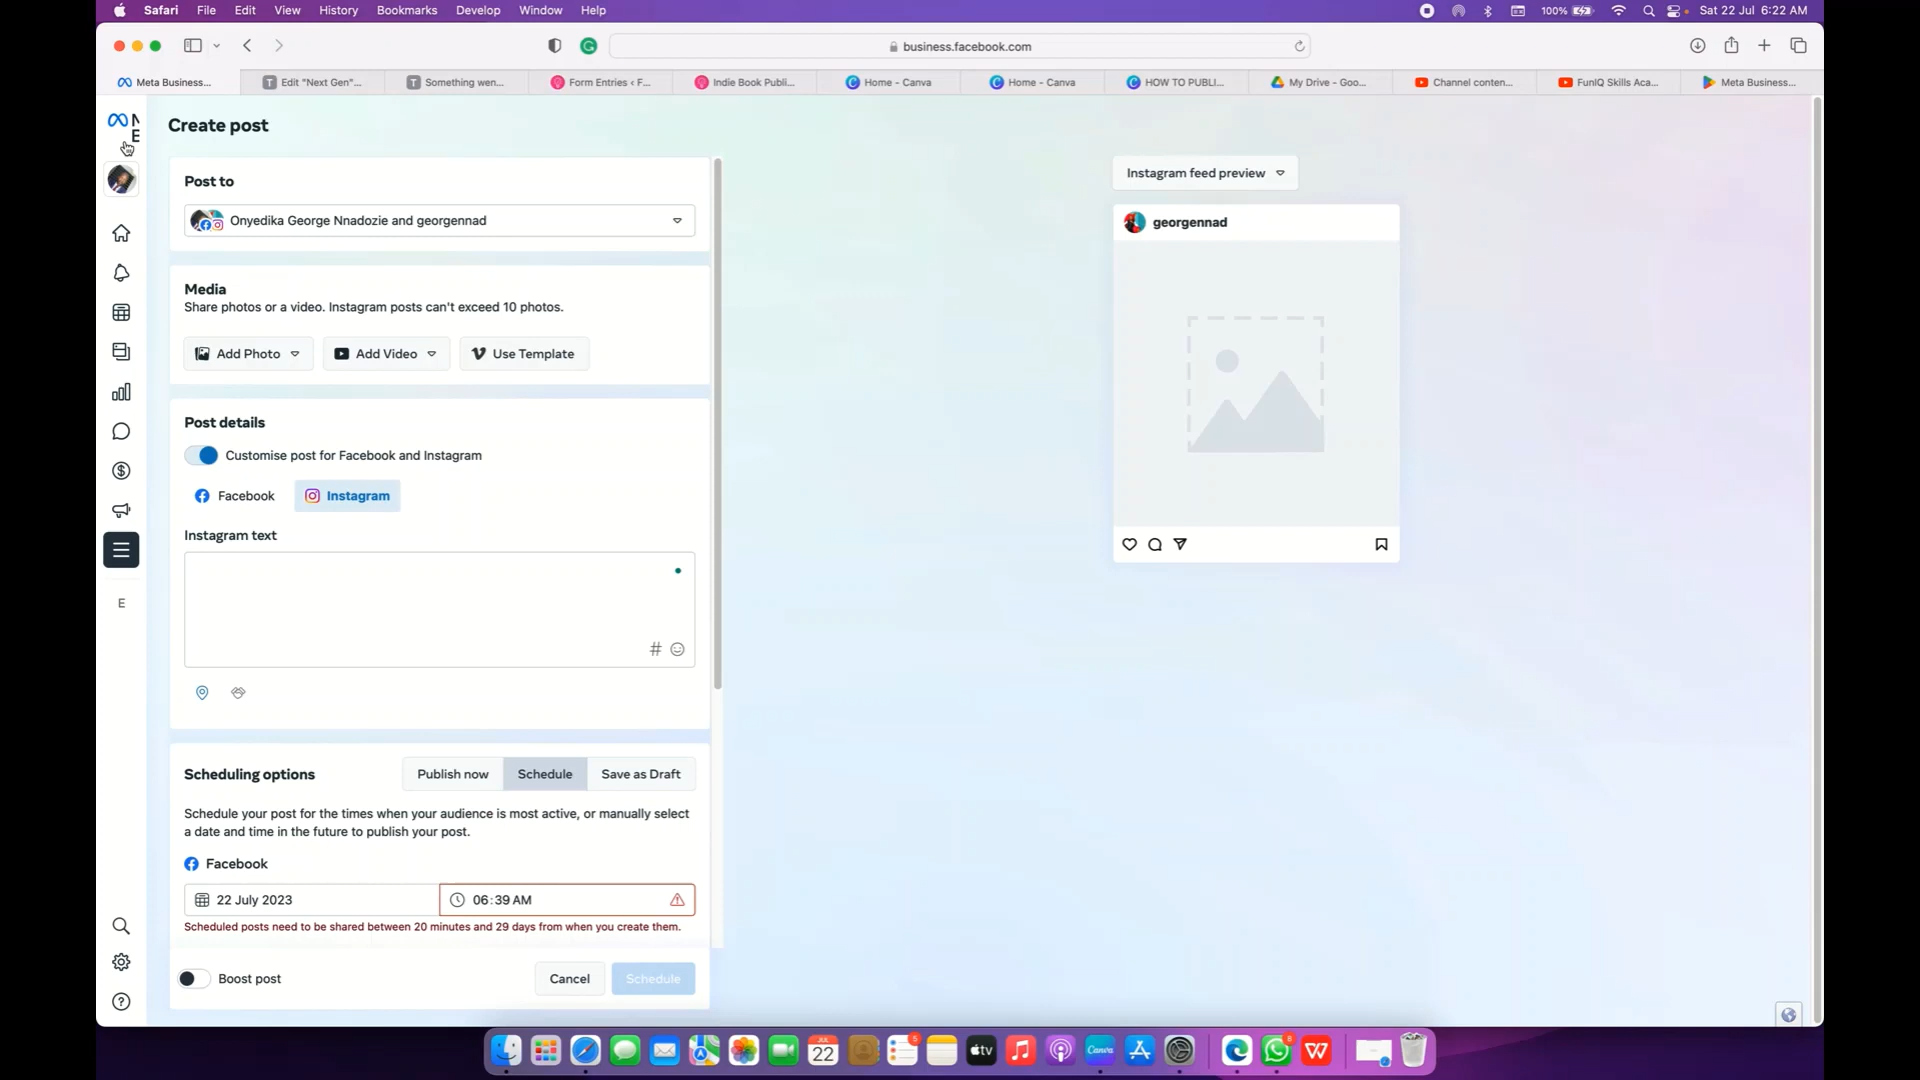 Safari File Edit View History Bookmarks Develop Window Help 100% Sat 22 Jul 6:22 AM
business.facebook.com
Meta Business... Edit "Next Gen"... Something wen... Form Entries ‹ F... Indie Book Publi... Home - Canva Home - Canva HOW TO PUBLI... My Drive - Goo... Channel conten... FunIQ Skills Aca... Meta Business...
Create post
Post to
Onyedika George Nnadozie and georgennad
Media
Share photos or a video. Instagram posts can't exceed 10 photos.
Add Photo Add Video Use Template
Post details
Customise post for Facebook and Instagram
Facebook Instagram
Instagram text
#
E
Scheduling options Publish now Schedule Save as Draft
Schedule your post for the times when your audience is most active, or manually select
a date and time in the future to publish your post.
Facebook
22 July 2023 06:39 AM
Scheduled posts need to be shared between 20 minutes and 29 days from when you create them.
Boost post Cancel Schedule
Instagram feed preview
georgennad
JUL
22
5
tv
Canva
8
W